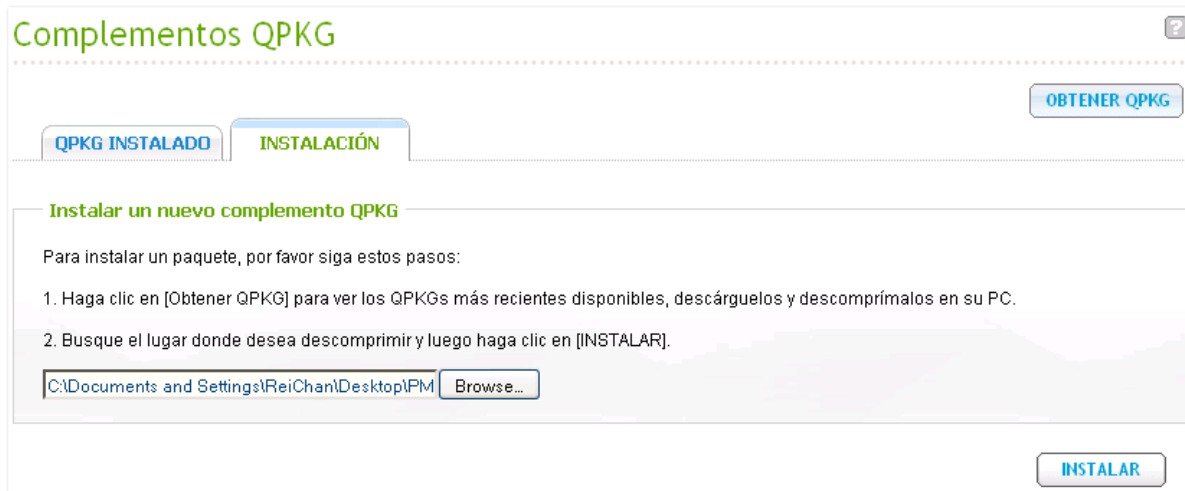 Complementos QPKG
?
OBTENER QPKG
QPKG INSTALADO
INSTALACIÓN
Instalar un nuevo complemento QPKG
Para instalar un paquete, por favor siga estos pasos:
1. Haga clic en [Obtener QPKG] para ver los QPKGs más recientes disponibles, descárguelos y descomprímalos en su PC.
2. Busque el lugar donde desea descomprimir y luego haga clic en [INSTALAR].
C:\Documents and Settings\ReiChan\Desktop\PM
Browse...
INSTALAR